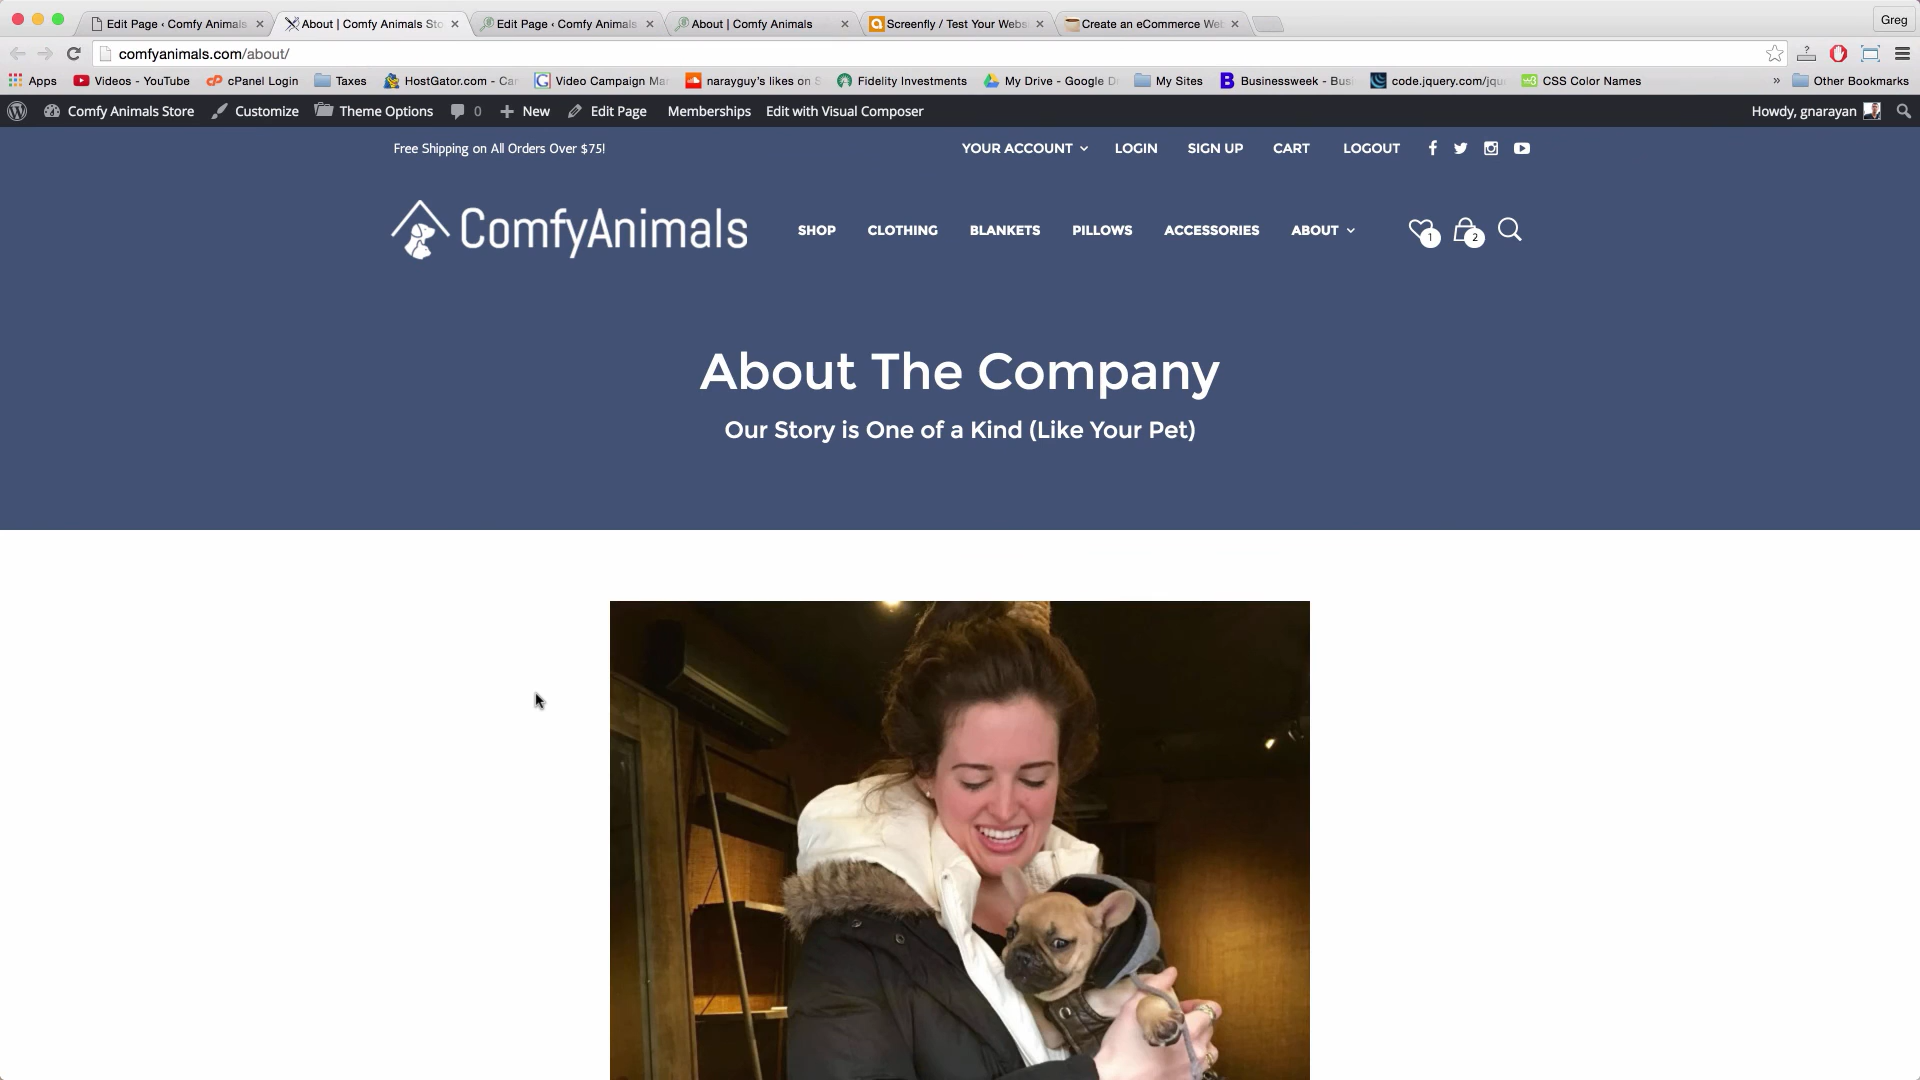 Edit Page ‹ Comfy Animals
About | Comfy Animals Sto
Edit Page ‹ Comfy Animals
About | Comfy Animals
Screenfly / Test Your Webs
Create an eCommerce Web
Greg
comfyanimals.com/about/
Apps
Videos - YouTube
cPanel Login
Taxes
HostGator.com - Car
Video Campaign Ma
narayguy's likes on S
Fidelity Investments
My Drive - Google D
My Sites
Businessweek - Busi
code.jquery.com/jqu
CSS Color Names
»
Other Bookmarks
Comfy Animals Store
Customize
Theme Options
0
New
Edit Page
Memberships
Edit with Visual Composer
Howdy, gnarayan
Free Shipping on All Orders Over $75!
YOUR ACCOUNT
LOGIN
SIGN UP
CART
LOGOUT
ComfyAnimals
SHOP
CLOTHING
BLANKETS
PILLOWS
ACCESSORIES
ABOUT
1
2
About The Company
Our Story is One of a Kind (Like Your Pet)